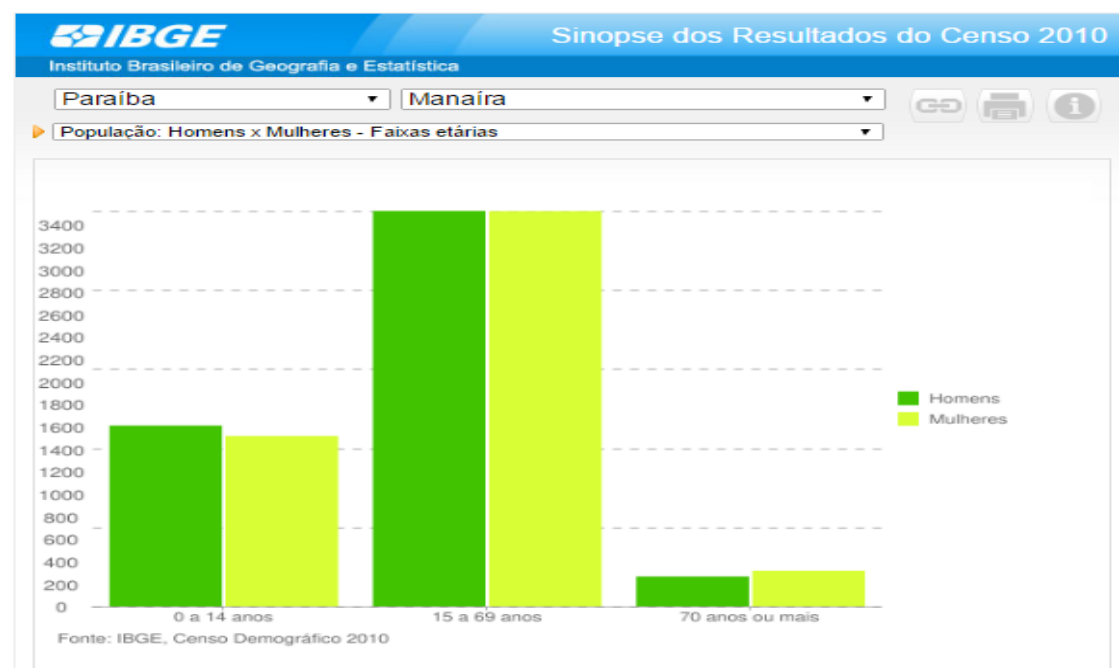 IBGE
Sinopse dos Resultados do Censo 2010
Instituto Brasileiro de Geografia e Estatística
Paraíba
Manaíra
População: Homens x Mulheres - Faixas etárias
3400
3200
3000
2800
2600
2400
2200
2000
1800
1600
1400
1200
1000
800
600
400
200
0
Homens
Mulheres
0 a 14 anos
15 a 69 anos
70 anos ou mais
Fonte: IBGE, Censo Demográfico 2010